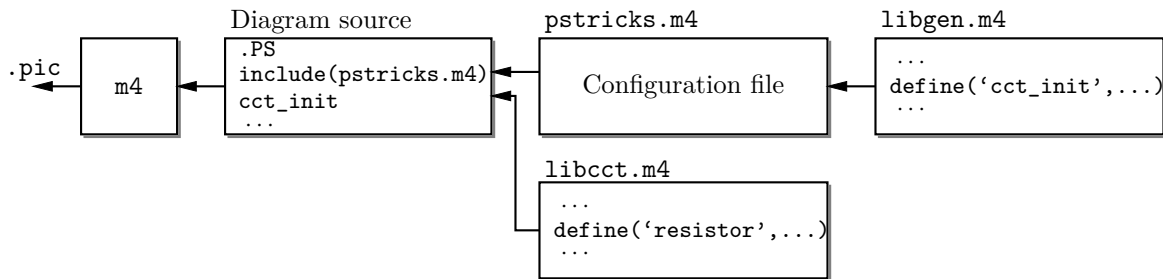 Diagram source
pstricks.m4
libgen.m4
.pic
m4
.PS
include(pstricks.m4)
cct_init
...
Configuration file
...
define(‘cct_init’,...)
...
libcct.m4
...
define(‘resistor’,...)
...